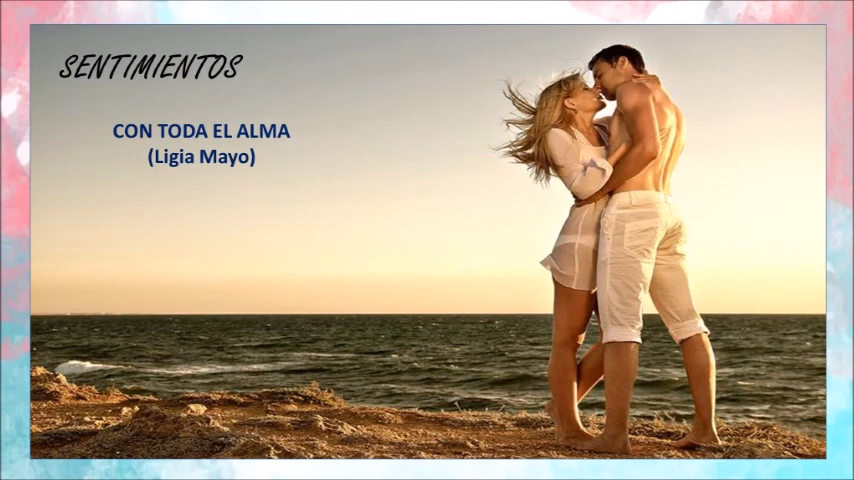 SENTIMIENTOS
CON TODA EL ALMA
(Ligia Mayo)